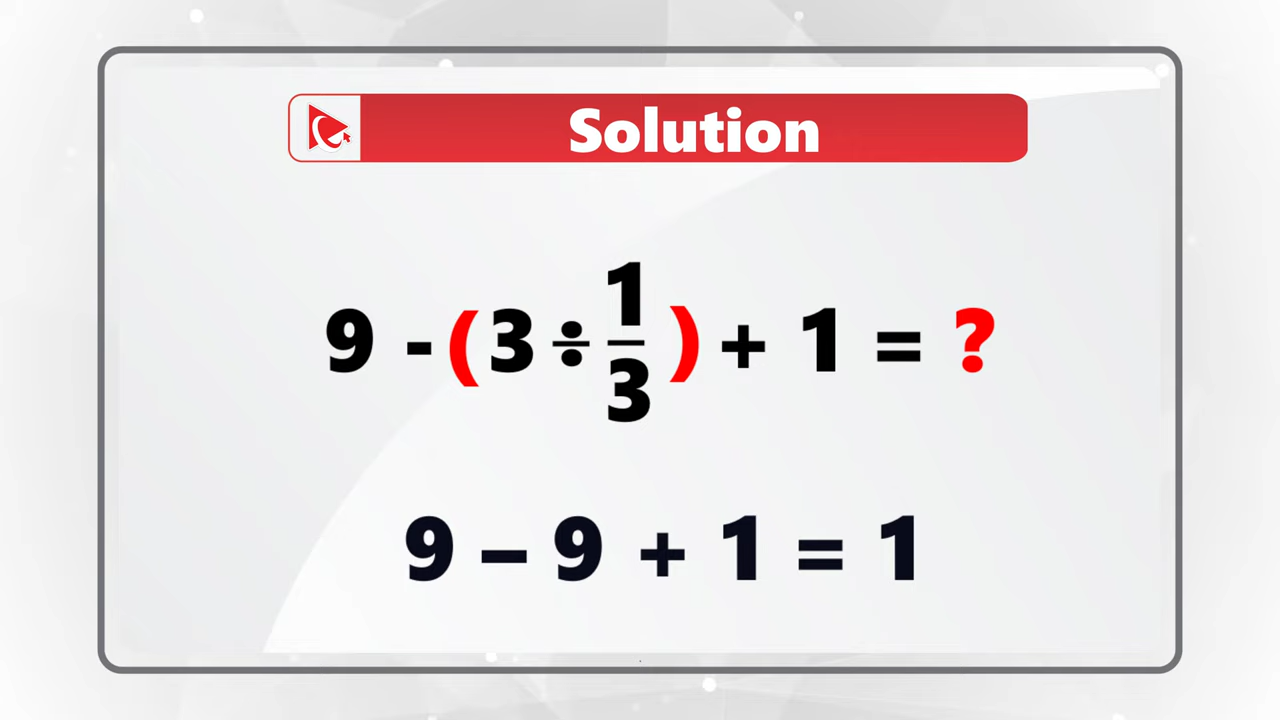 Solution
9 - (3 ÷ 1/3) + 1 = ?
9 – 9 + 1 = 1